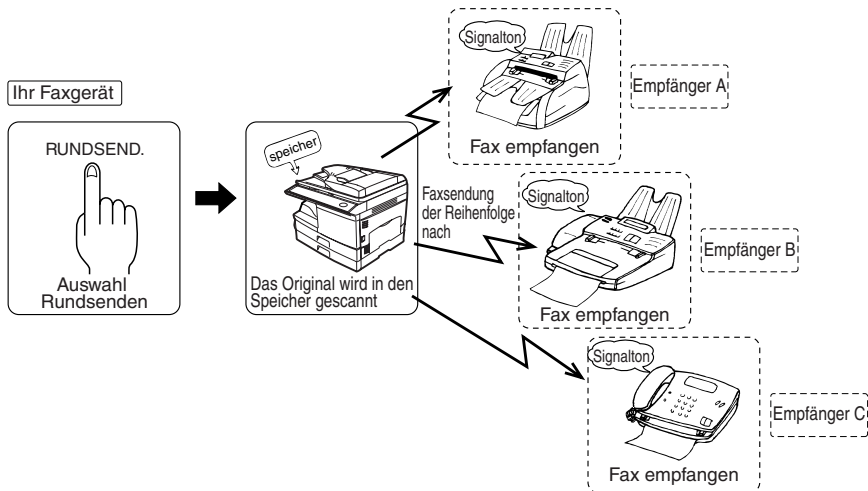 Ihr Faxgerät
RUNDSEND.
Auswahl
Rundsenden
speicher
Das Original wird in den
Speicher gescannt
Faxsendung
der Reihenfolge
nach
Signalton
Fax empfangen
Empfänger A
Signalton
Fax empfangen
Empfänger B
Signalton
Fax empfangen
Empfänger C